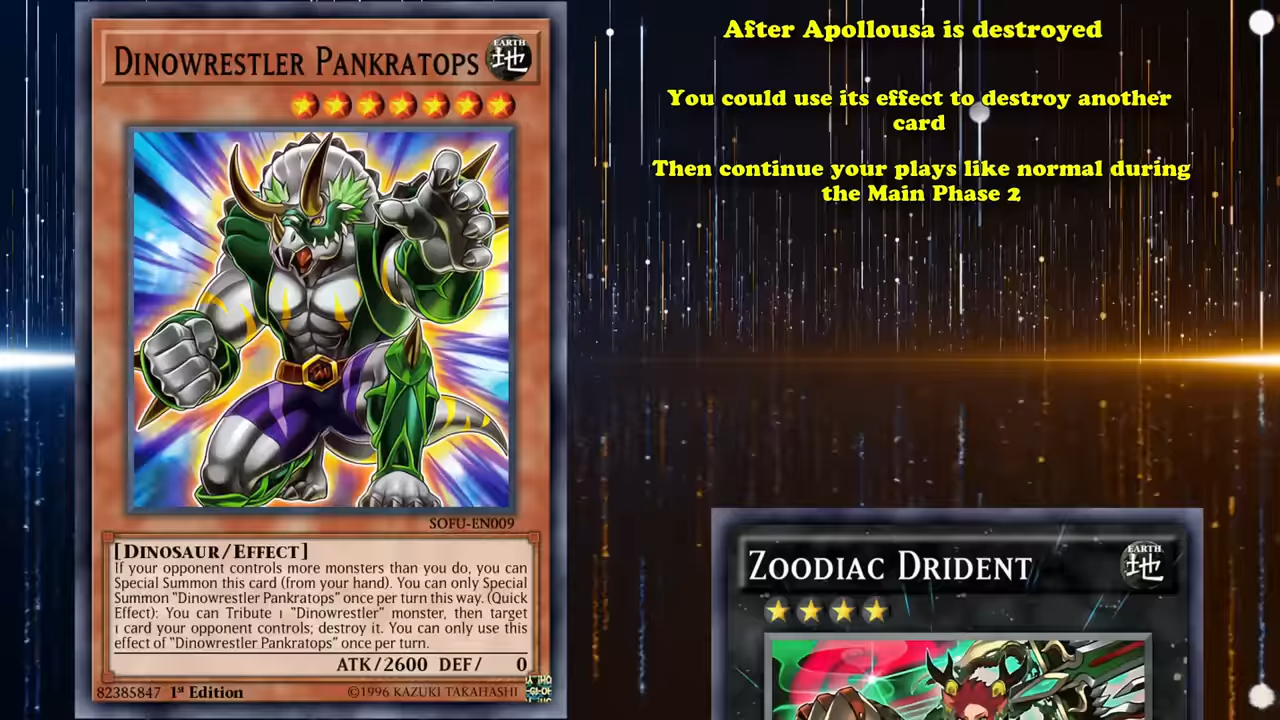 DINOWRESTLER PANKRATOPS
EARTH
地
SOFU-EN009
[DINOSAUR/EFFECT]
If your opponent controls more monsters than you do, you can
Special Summon this card (from your hand). You can only Special
Summon "Dinowrestler Pankratops" once per turn this way. (Quick
Effect): You can Tribute 1 "Dinowrestler" monster, then target
1 card your opponent controls; destroy it. You can only use this
effect of "Dinowrestler Pankratops" once per turn.
ATK/2600 DEF/ 0
82385847 1st Edition ©1996 KAZUKI TAKAHASHI
After Apollousa is destroyed
You could use its effect to destroy another
card
Then continue your plays like normal during
the Main Phase 2
ZOODIAC DRIDENT
EARTH
地